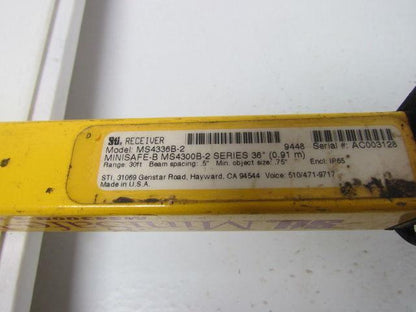 STI RECEIVER
Model: MS4336B-2
9448 Serial #: AC003128
MINISAFE-B MS4300B-2 SERIES 36" (0.91 m)
Range: 30ft Beam spacing: .5" Min. object size: .75" Encl: IP65
STI, 31069 Genstar Road, Hayward, CA 94544 Voice: 510/471-9717
Made in U.S.A.